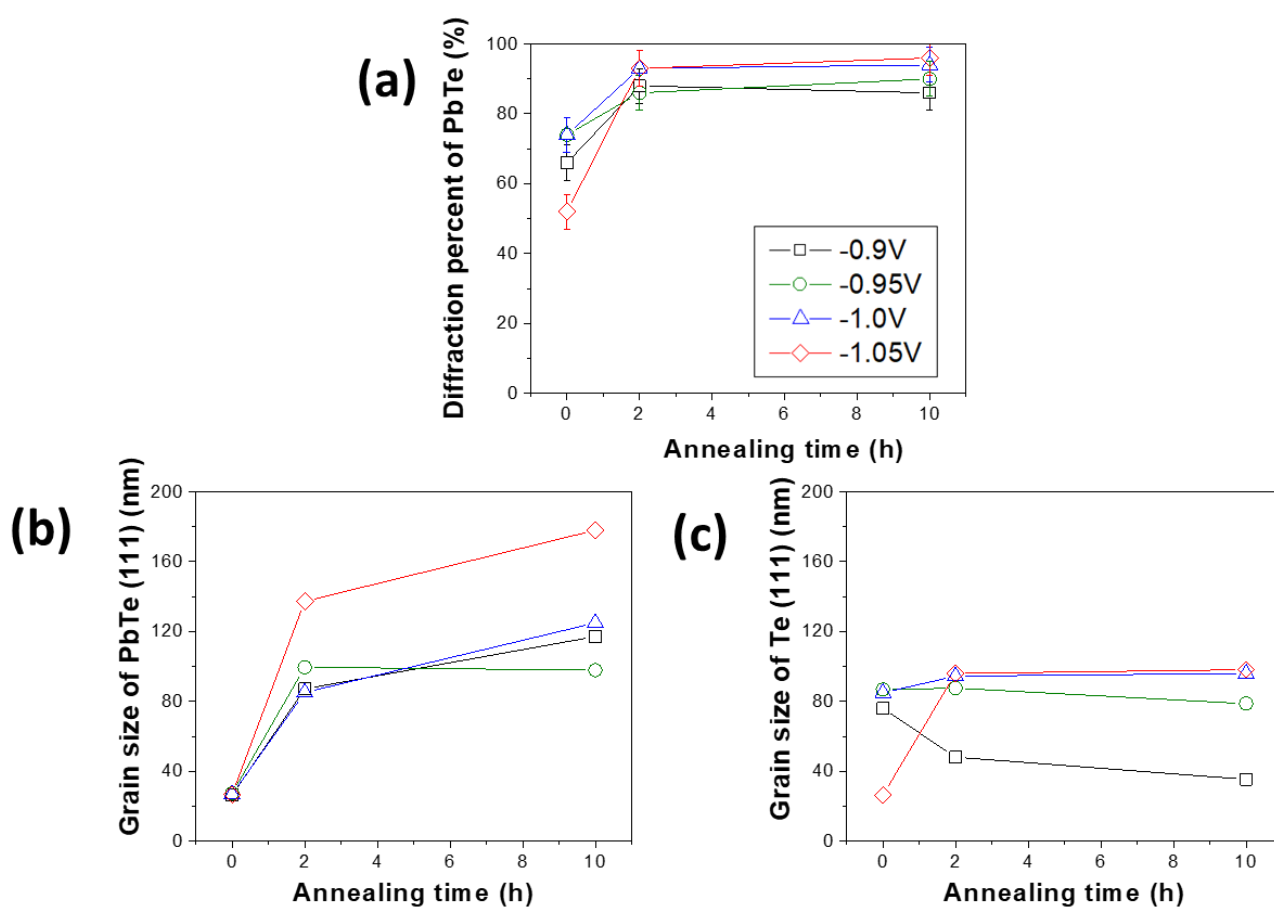 (a)
Diffraction percent of PbTe (%)
100
80
60
40
20
0
0 2 4 6 8 10
Annealing time (h)
-0.9V
-0.95V
-1.0V
-1.05V
(b)
Grain size of PbTe (111) (nm)
200
160
120
80
40
0
0 2 4 6 8 10
Annealing time (h)
(c)
Grain size of Te (111) (nm)
200
160
120
80
40
0
0 2 4 6 8 10
Annealing time (h)